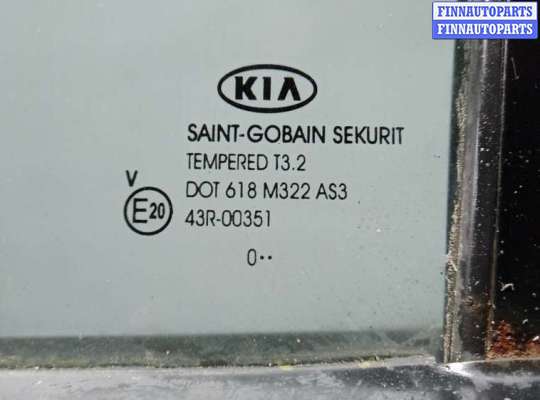 FINNAUTOPARTS
FINNAUTOPARTS
KIA
SAINT-GOBAIN SEKURIT
TEMPERED T3.2
V
DOT 618 M322 AS3
E20
43R-00351
0··